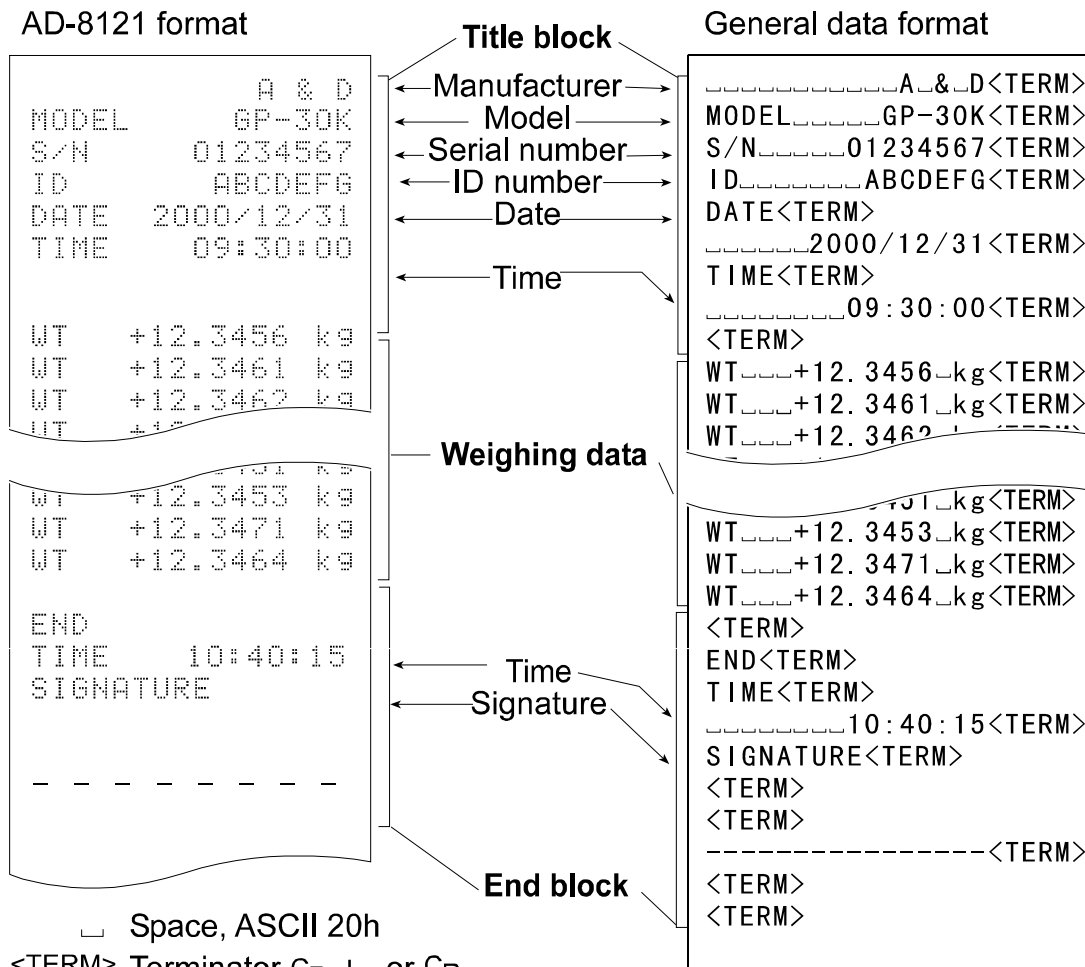 AD-8121 format
A & D
MODEL GP-30K
S/N 01234567
ID ABCDEFG
DATE 2000/12/31
TIME 09:30:00
WT +12.3456 kg
WT +12.3461 kg
WT +12.3462 kg
WT
WT +12.3453 kg
WT +12.3471 kg
WT +12.3464 kg
END
TIME 10:40:15
SIGNATURE
- - - - - - - - -
Title block
Manufacturer
Model
Serial number
ID number
Date
Time
Weighing data
Time
Signature
End block
General data format
␣␣␣␣␣␣␣␣␣␣␣A␣&␣D<TERM>
MODEL␣␣␣␣␣GP-30K<TERM>
S/N␣␣␣␣␣01234567<TERM>
ID␣␣␣␣␣␣␣ABCDEFG<TERM>
DATE<TERM>
␣␣␣␣␣␣2000/12/31<TERM>
TIME<TERM>
␣␣␣␣␣␣␣␣09:30:00<TERM>
<TERM>
WT␣␣␣+12.3456␣kg<TERM>
WT␣␣␣+12.3461␣kg<TERM>
WT␣␣␣+12.3462
␣kg<TERM>
WT␣␣␣+12.3453␣kg<TERM>
WT␣␣␣+12.3471␣kg<TERM>
WT␣␣␣+12.3464␣kg<TERM>
<TERM>
END<TERM>
TIME<TERM>
␣␣␣␣␣␣␣␣10:40:15<TERM>
SIGNATURE<TERM>
<TERM>
<TERM>
----------------<TERM>
<TERM>
<TERM>
␣ Space, ASCII 20h
<TERM> Terminator or